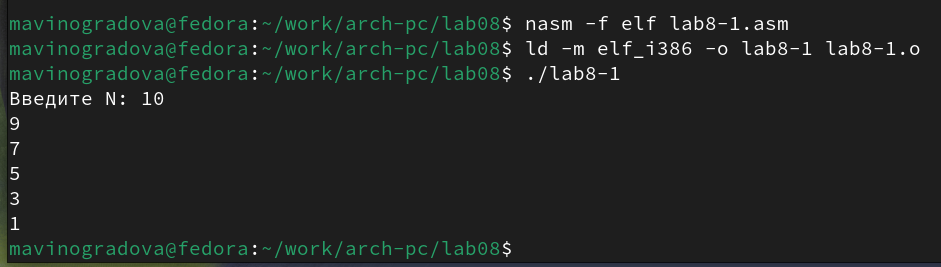 mavinogradova@fedora:~/work/arch-pc/lab08$ nasm -f elf lab8-1.asm
mavinogradova@fedora:~/work/arch-pc/lab08$ ld -m elf_i386 -o lab8-1 lab8-1.o
mavinogradova@fedora:~/work/arch-pc/lab08$ ./lab8-1
Введите N: 10
9
7
5
3
1
mavinogradova@fedora:~/work/arch-pc/lab08$